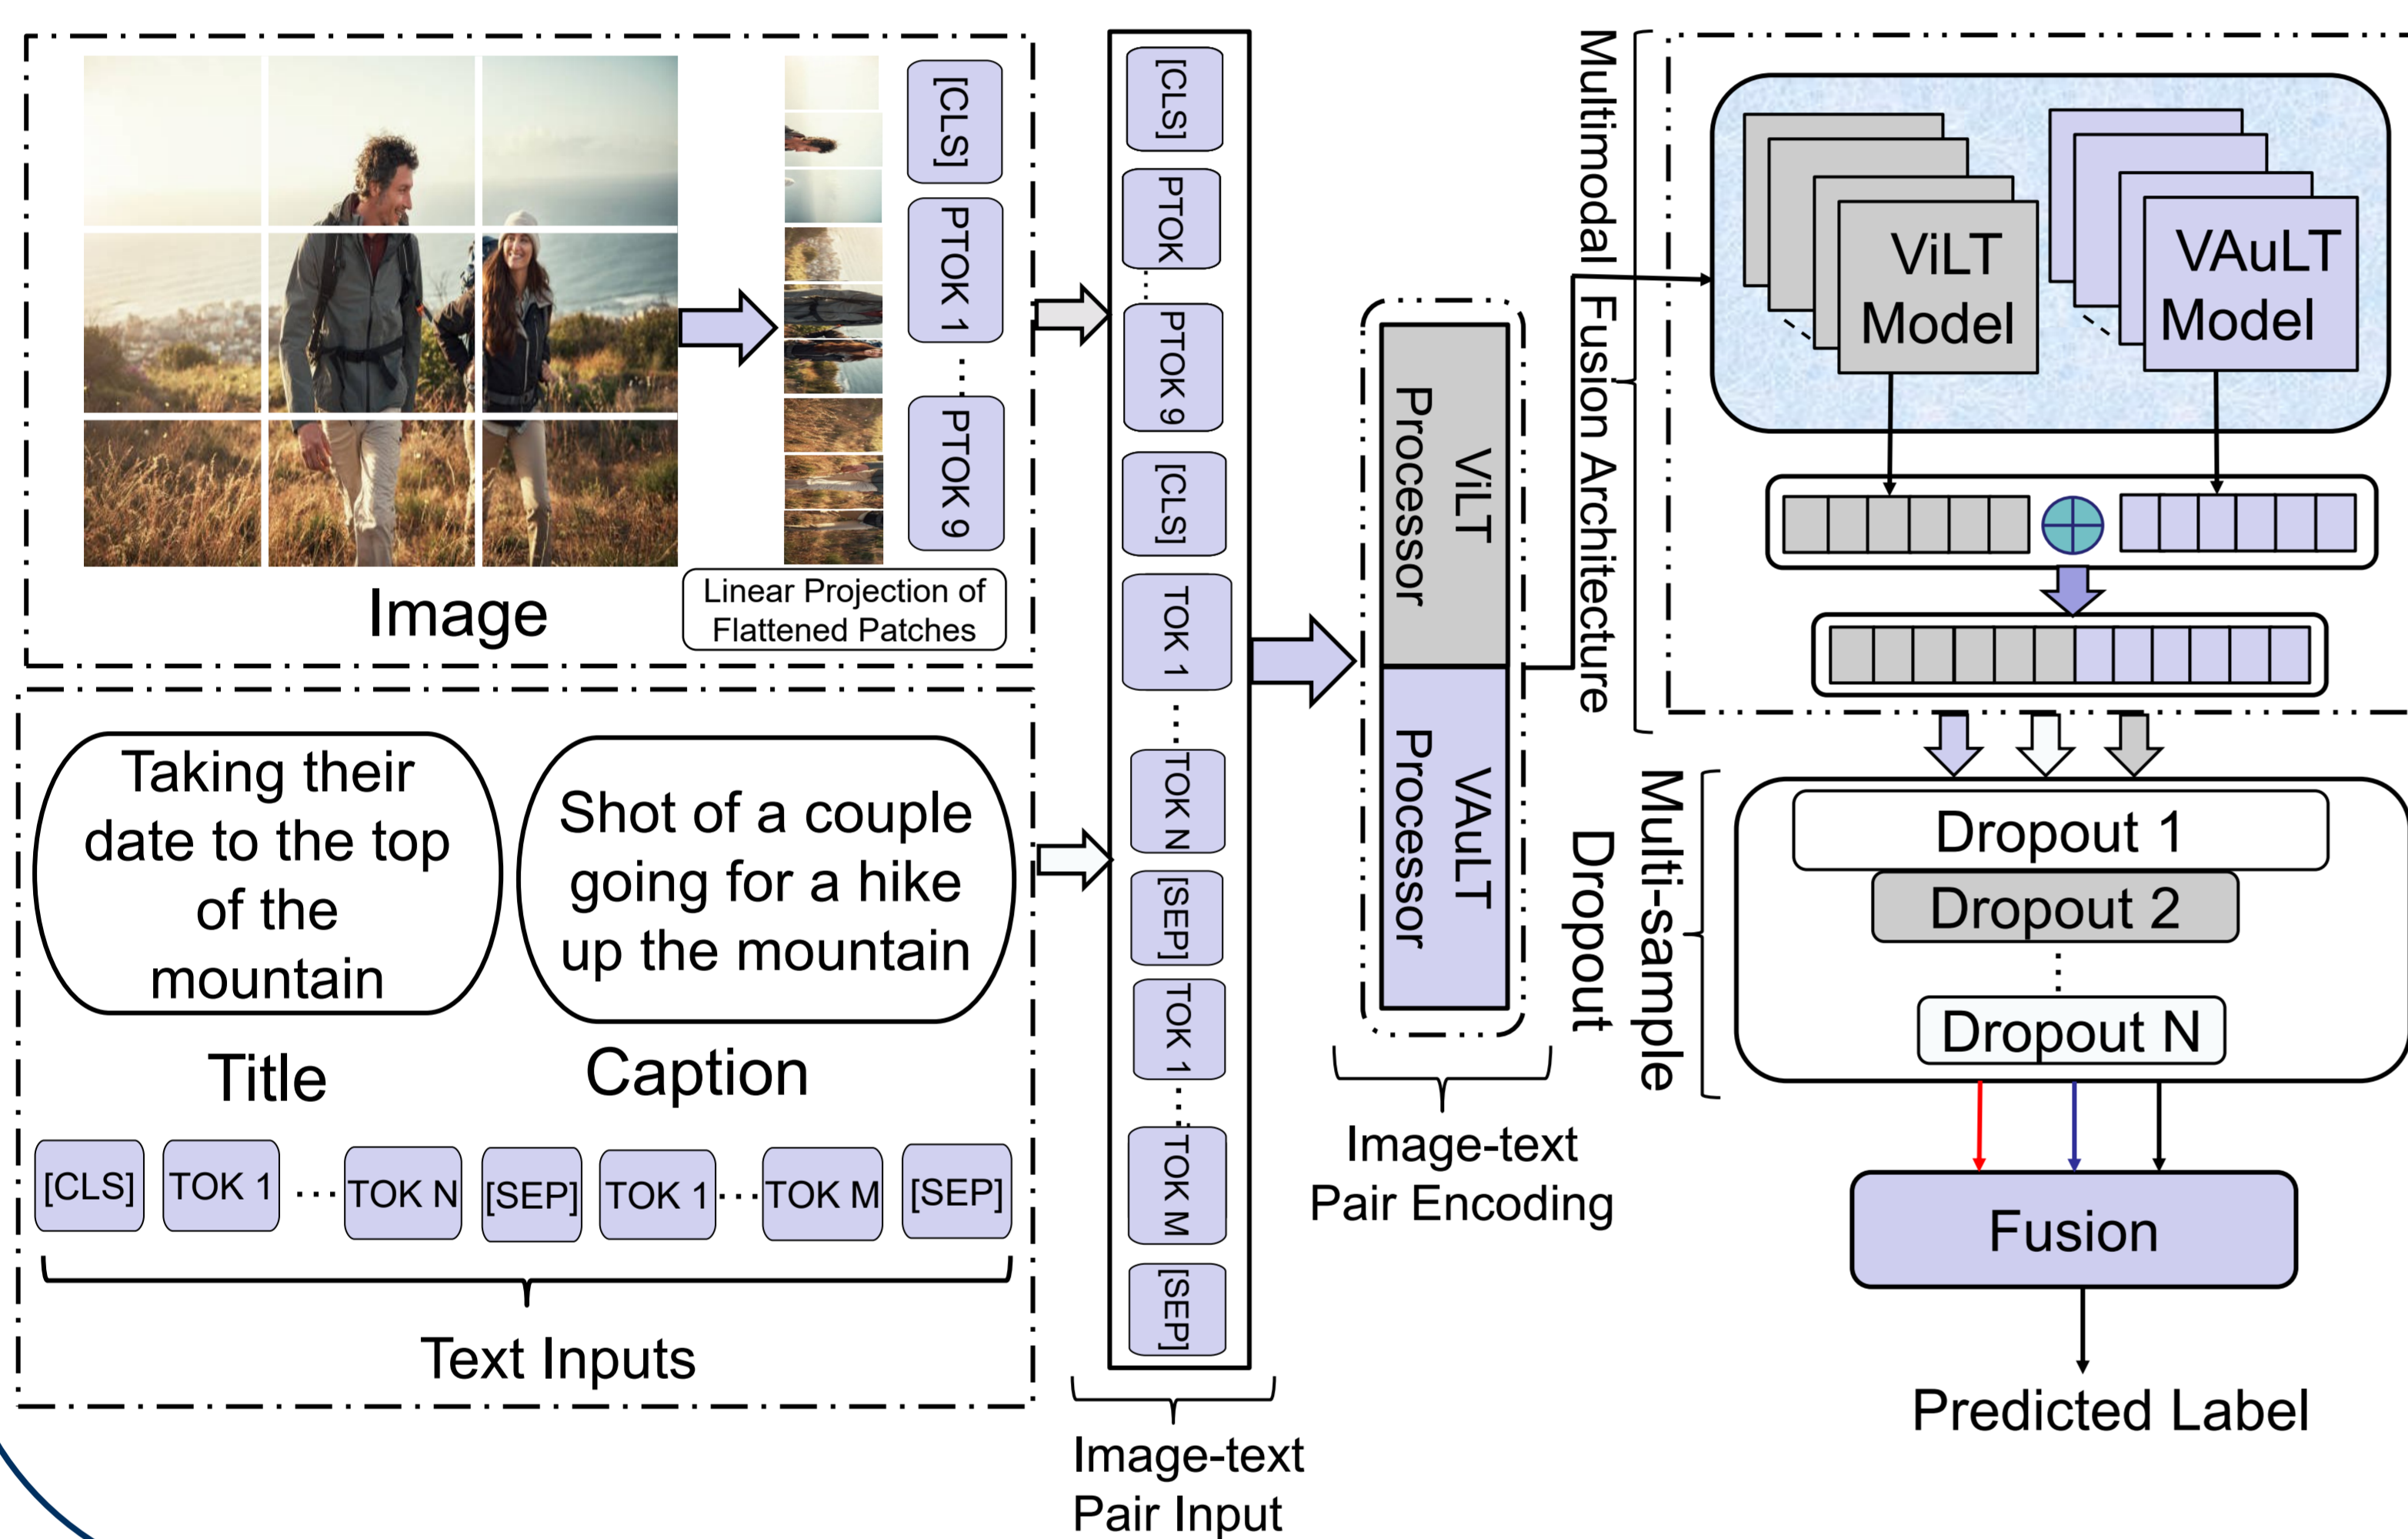 [CLS]
PTOK 1
PTOK 9
Image
Linear Projection of
Flattened Patches
Taking their
date to the top
of the
mountain
Title
Shot of a couple
going for a hike
up the mountain
Caption
[CLS] TOK 1 ... TOK N [SEP] TOK 1 ... TOK M [SEP]
Text Inputs
[CLS]
PTOK
PTOK 9
[CLS]
TOK 1
TOK N
[SEP]
TOK 1
TOK M
[SEP]
Image-text
Pair Input
ViLT
Processor
VAuLT
Processor
Image-text
Pair Encoding
Multimodal Fusion Architecture
ViLT
Model
VAuLT
Model
Multi-sample
Dropout
Dropout 1
Dropout 2
Dropout N
Fusion
Predicted Label